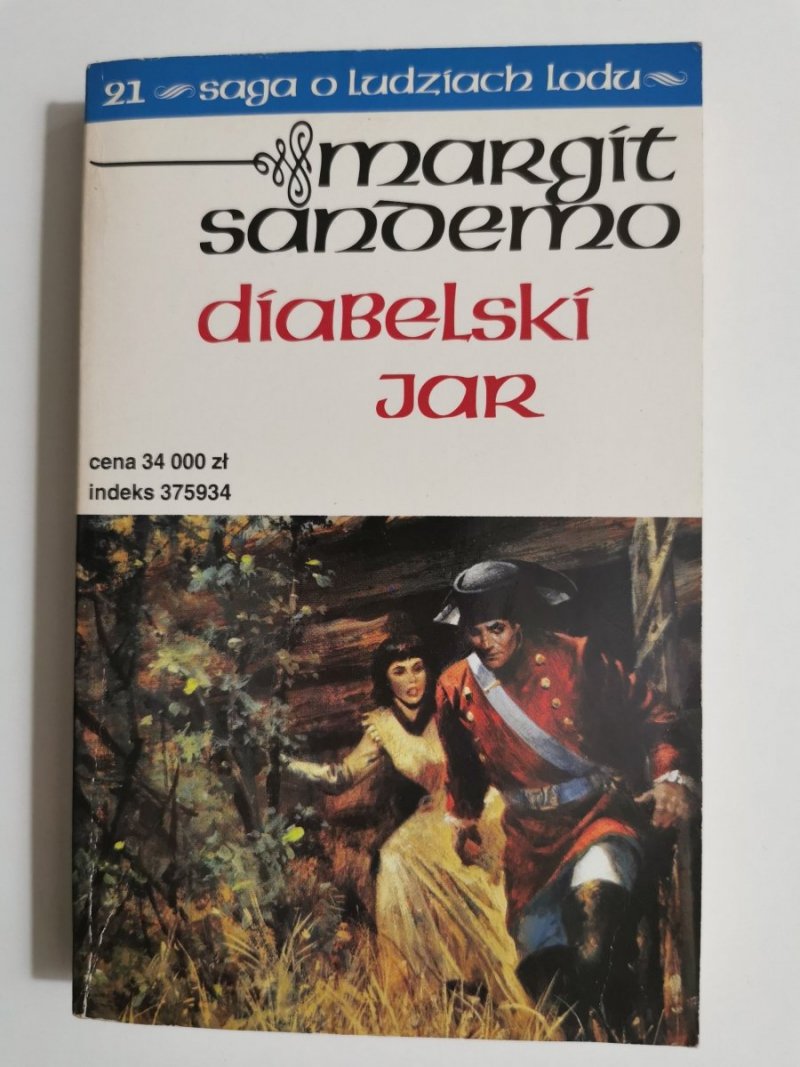 21 saga o ludziach lodu
margit
sandemo
diabelski
jar
cena 34 000 zł
indeks 375934